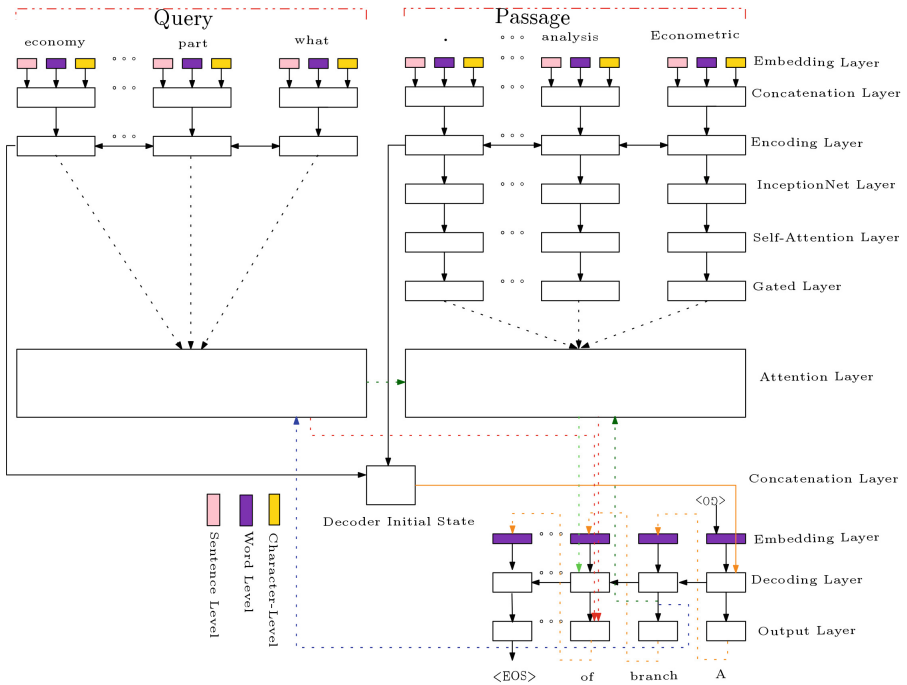 Query
Passage
economy
part
what
.
analysis
Econometric
Embedding Layer
Concatenation Layer
Encoding Layer
InceptionNet Layer
Self-Attention Layer
Gated Layer
Attention Layer
Concatenation Layer
Decoder Initial State
Sentence Level
Word Level
Character-Level
Embedding Layer
Decoding Layer
Output Layer
<EOS>
of
branch
A